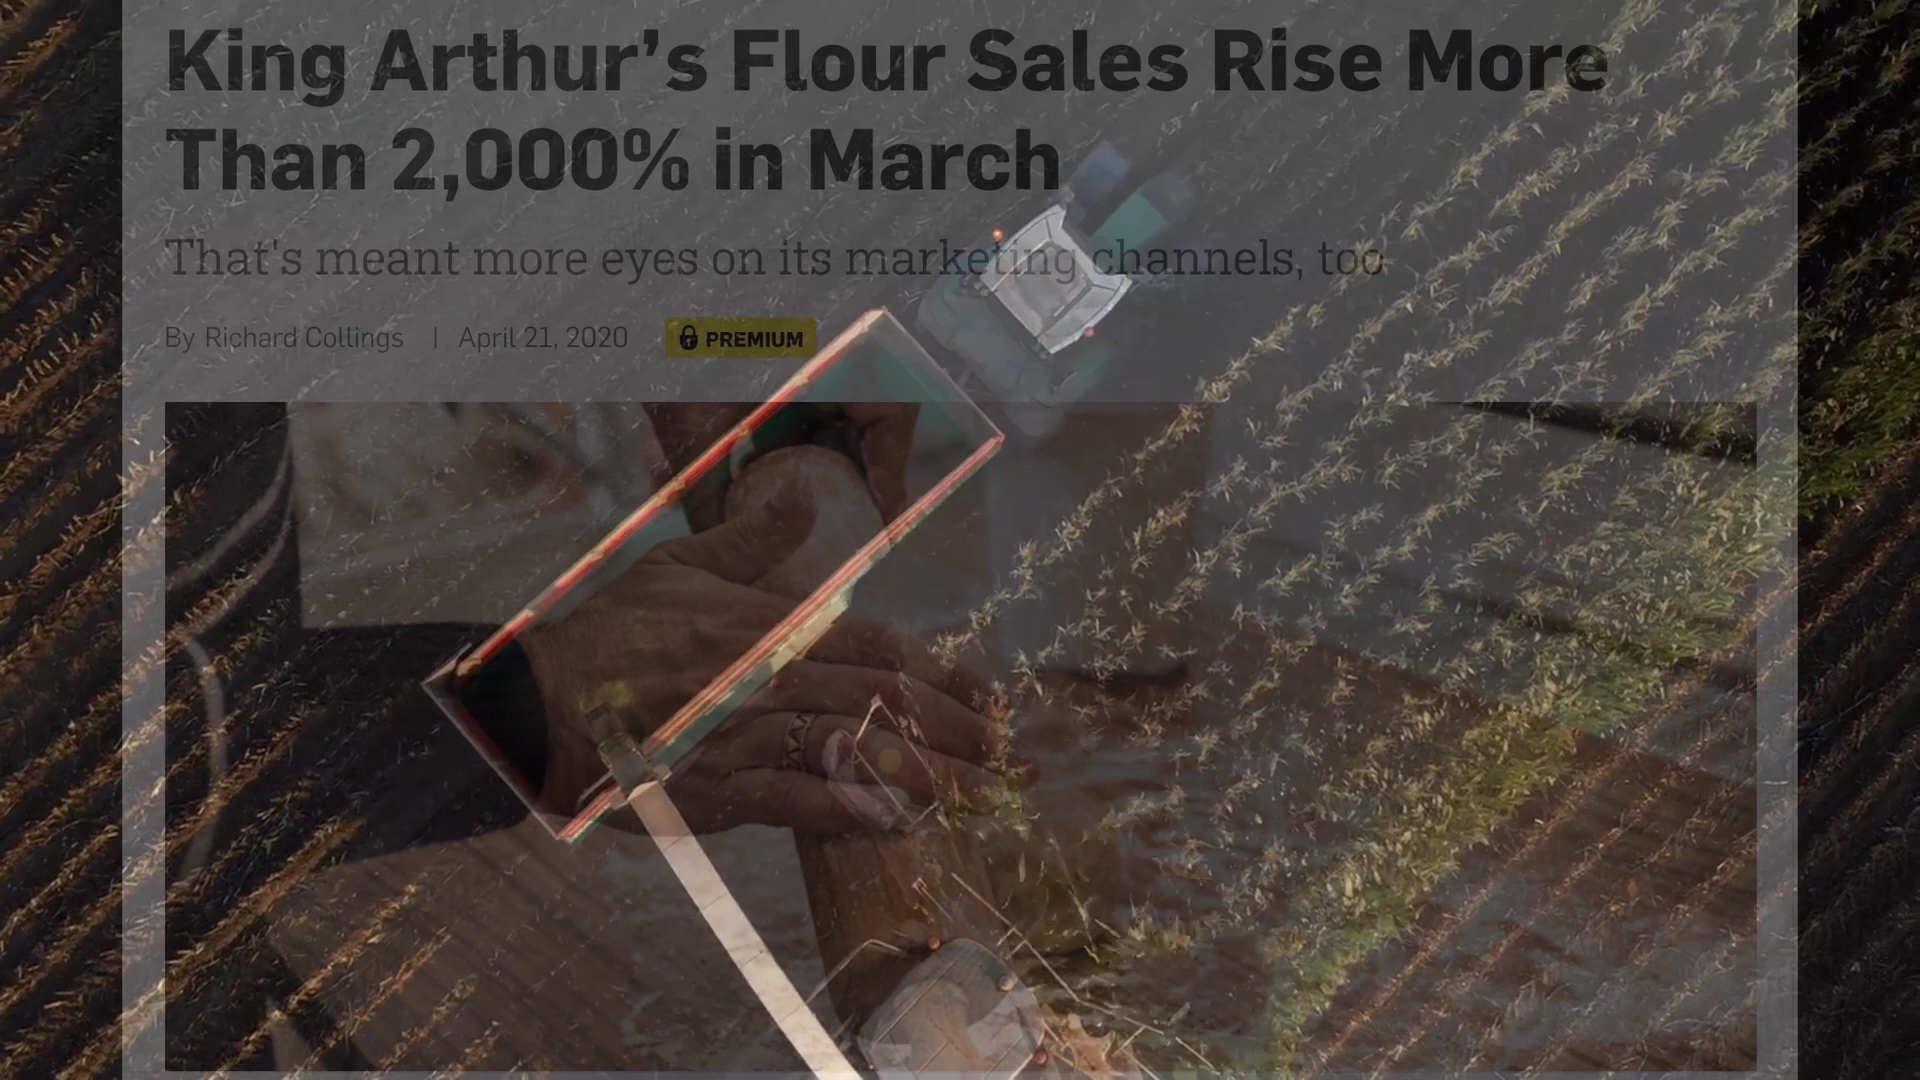 King Arthur's Flour Sales Rise More
Than 2,000% in March
That's meant more eyes on its marketing channels, too
By Richard Collings | April 21, 2020 PREMIUM